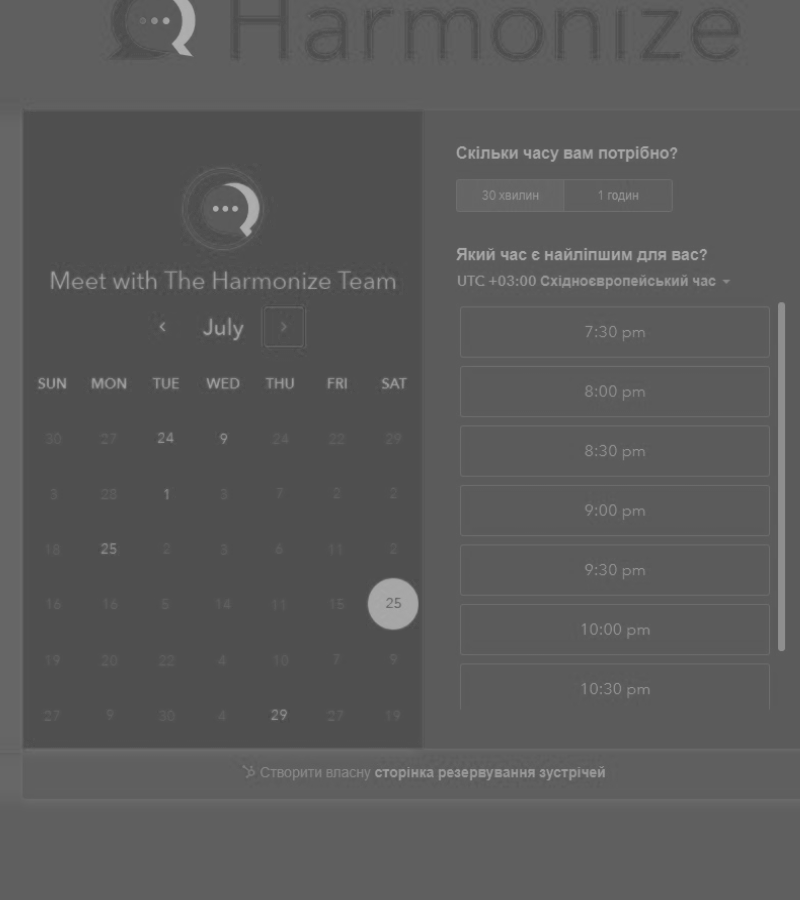 Harmonize
Meet with The Harmonize Team
July
SUN MON TUE WED THU FRI SAT
30 27 24 9 24 22 29
3 28 1 3 7 2 2
18 25 2 3 6 11 2
16 16 5 14 11 15 25
19 20 22 4 10 7 9
27 9 30 4 29 27 19
Скільки часу вам потрібно?
30 хвилин 1 годин
Який час є найліпшим для вас?
UTC +03:00 Східноєвропейський час
7:30 pm
8:00 pm
8:30 pm
9:00 pm
9:30 pm
10:00 pm
10:30 pm
Створити власну сторінка резервування зустрічей